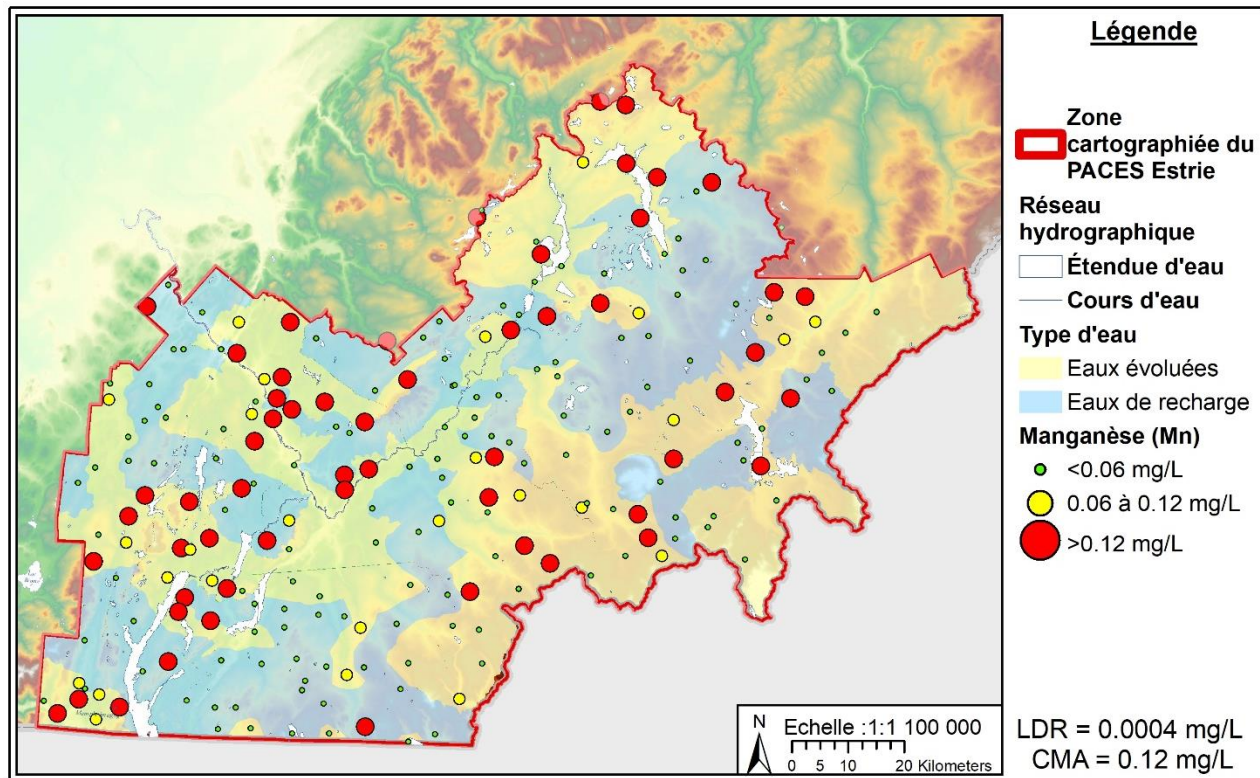 Légende
Zone
cartographiée du
PACES Estrie
Réseau
hydrographique
Étendue d'eau
Cours d'eau
Type d'eau
Eaux évoluées
Eaux de recharge
Manganèse (Mn)
<0.06 mg/L
0.06 à 0.12 mg/L
>0.12 mg/L
N
Echelle :1:1 100 000
0 5 10 20 Kilometers
LDR = 0.0004 mg/L
CMA = 0.12 mg/L